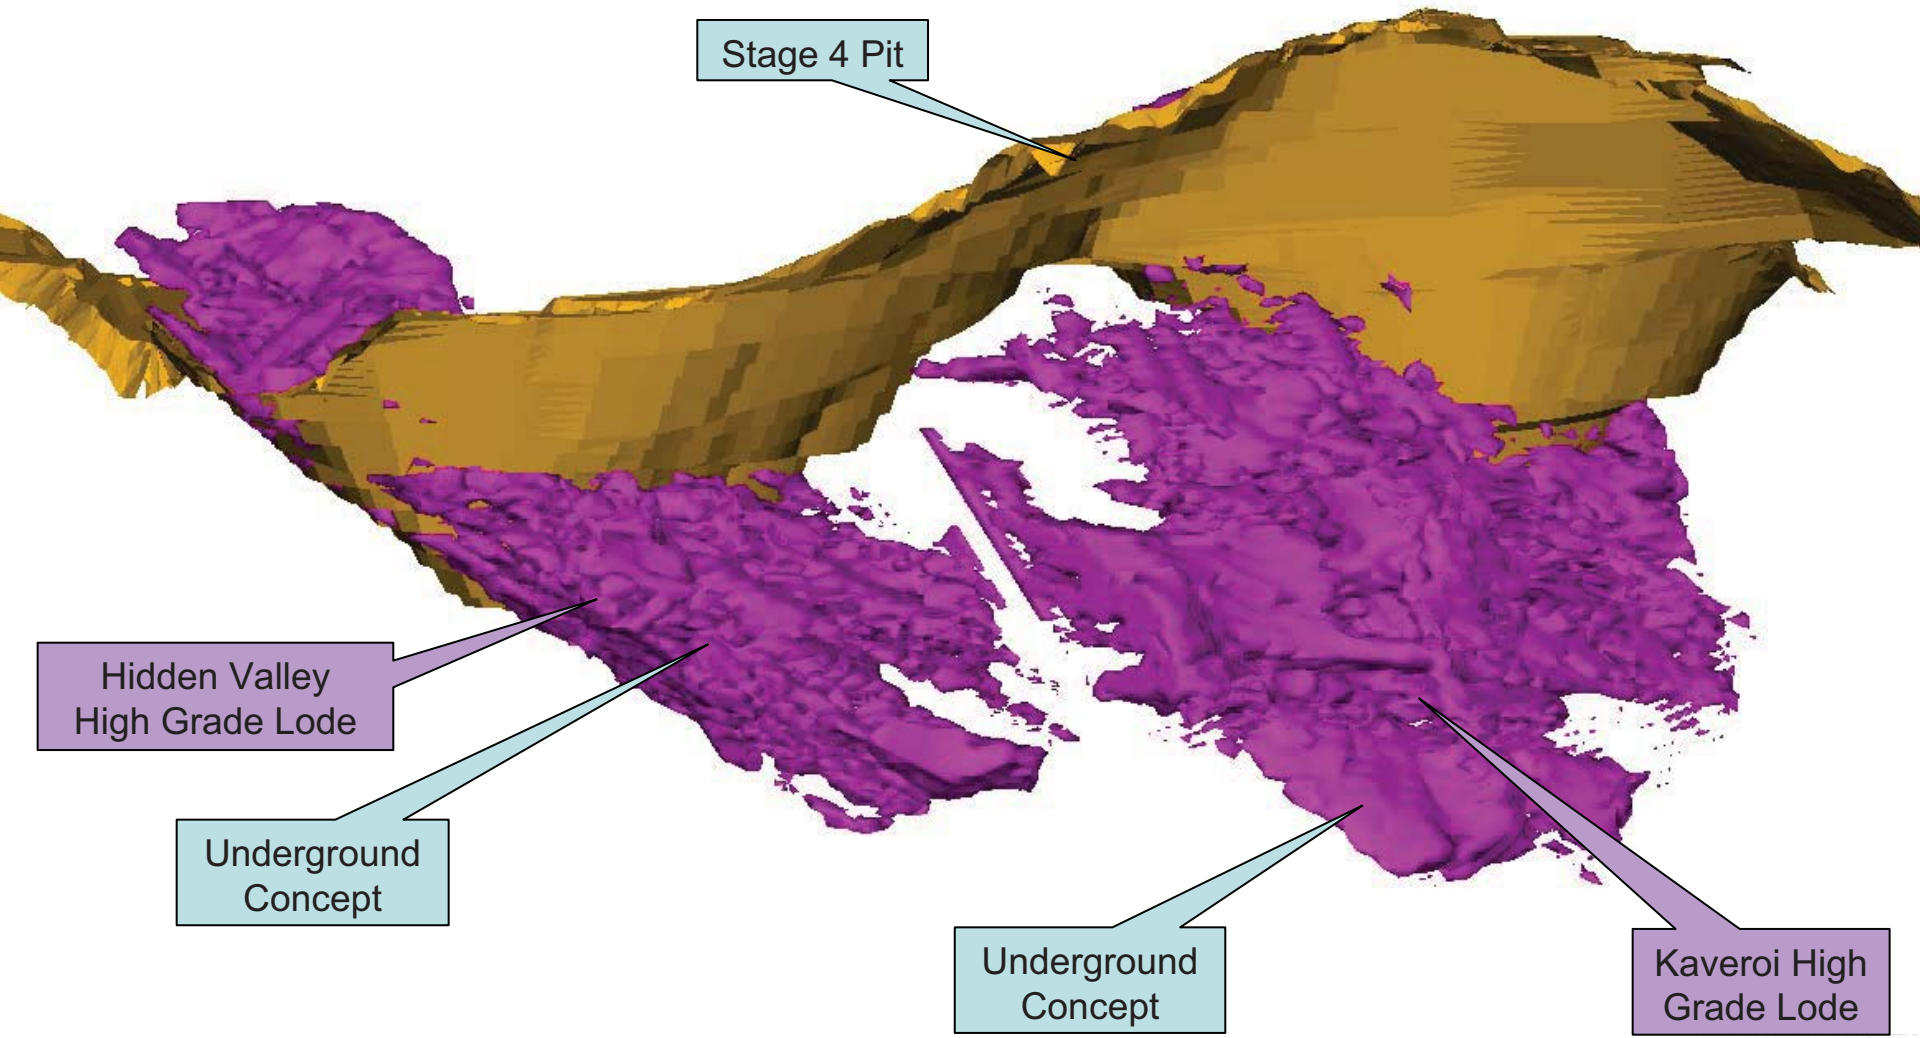 Stage 4 Pit
Hidden Valley
High Grade Lode
Underground
Concept
Underground
Concept
Kaveroi High
Grade Lode